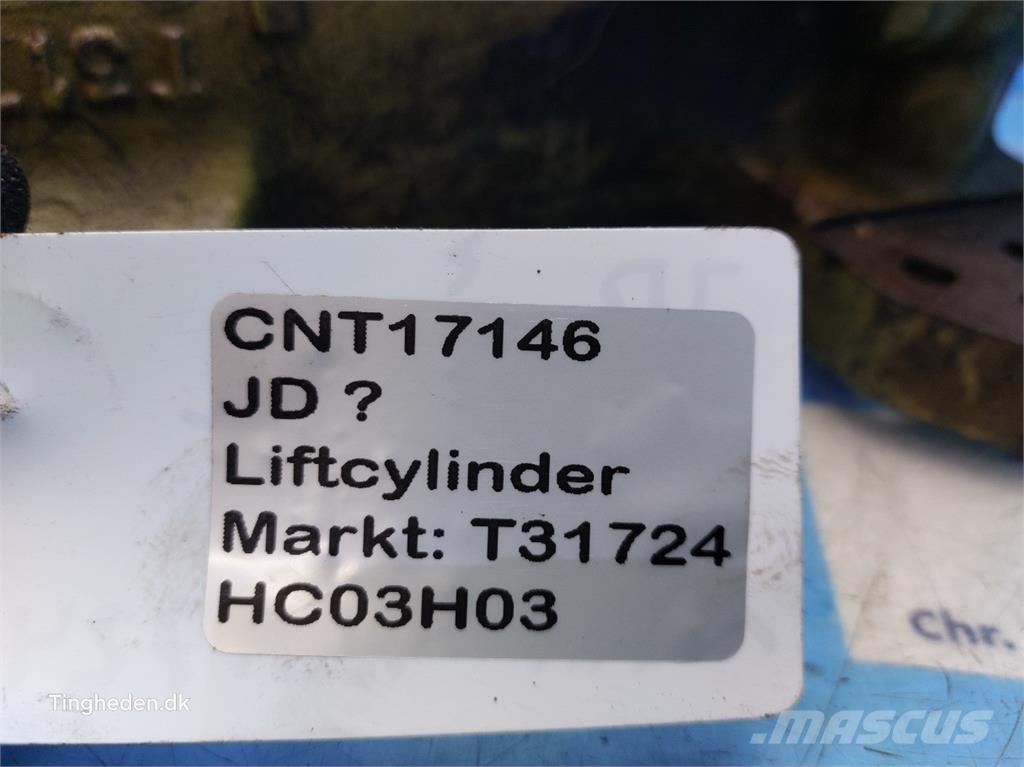 CNT17146
JD ?
Liftcylinder
Markt: T31724
HC03H03
Chr.
Tingheden.dk
MASCUS